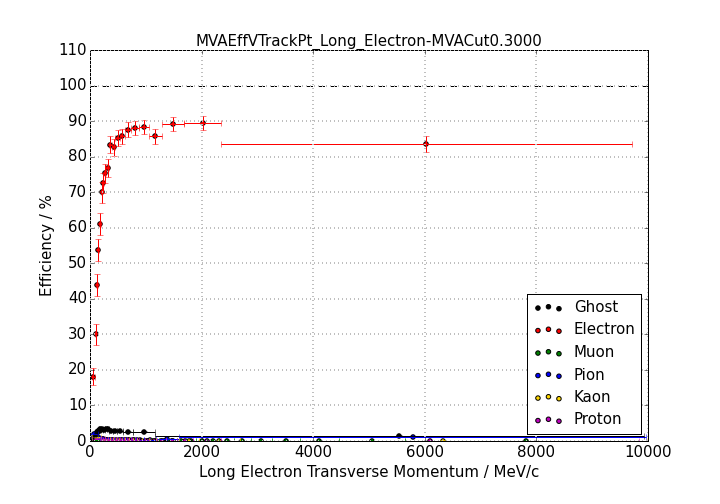 MVAEffVTrackPt_Long_Electron-MVACut0.3000
110
100
90
80
70
60
50
40
30
20
10
0
Efficiency / %
Ghost
Electron
Muon
Pion
Kaon
Proton
0 2000 4000 6000 8000 10000
Long Electron Transverse Momentum / MeV/c